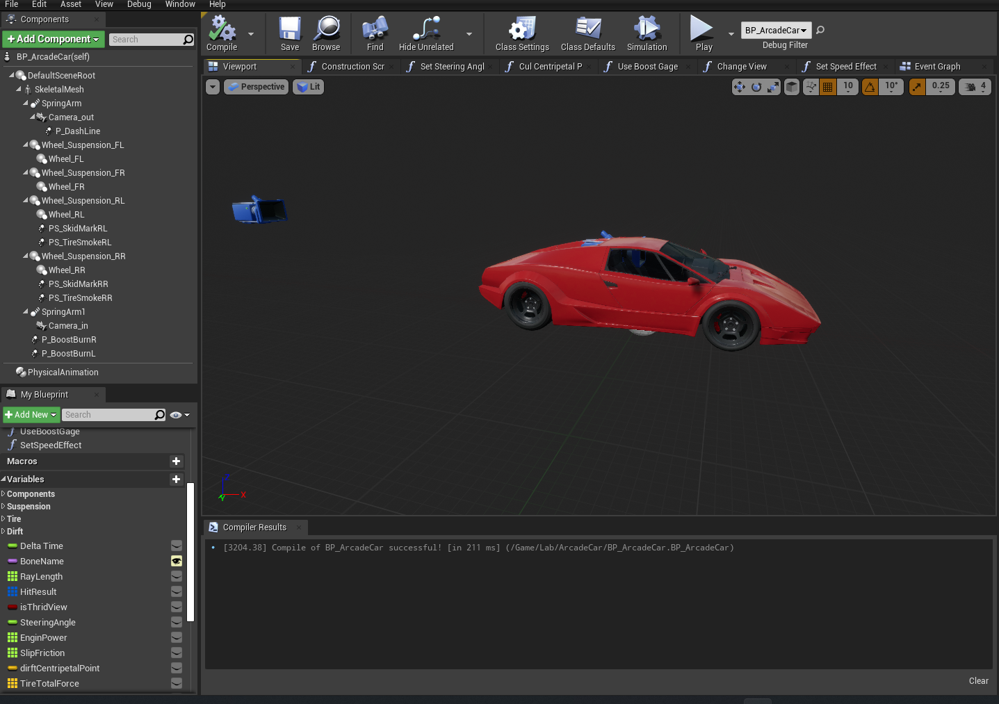 File Edit Asset View Debug Window Help
Components
Add Component Search
BP_ArcadeCar(self)
DefaultSceneRoot
SkeletalMesh
SpringArm
Camera_out
P_DashLine
Wheel_Suspension_FL
Wheel_FL
Wheel_Suspension_FR
Wheel_FR
Wheel_Suspension_RL
Wheel_RL
PS_SkidMarkRL
PS_TireSmokeRL
Wheel_Suspension_RR
Wheel_RR
PS_SkidMarkRR
PS_TireSmokeRR
SpringArm1
Camera_in
P_BoostBurnR
P_BoostBurnL
PhysicalAnimation
My Blueprint
Add New Search
UseBoostGage
SetSpeedEffect
Macros
Variables
Components
Suspension
Tire
Dirft
Delta Time
BoneName
RayLength
HitResult
isThridView
SteeringAngle
EnginPower
SlipFriction
dirftCentripetalPoint
TireTotalForce
Compile Save Browse Find Hide Unrelated Class Settings Class Defaults Simulation Play
BP_ArcadeCar
Debug Filter
Viewport Construction Scr Set Steering Angl Cul Centripetal P Use Boost Gage Change View Set Speed Effect Event Graph
Perspective Lit 10 10° 0.25 4
Z
X
Y
Compiler Results
[3204.38] Compile of BP_ArcadeCar successful! [in 211 ms] (/Game/Lab/ArcadeCar/BP_ArcadeCar.BP_ArcadeCar)
Clear